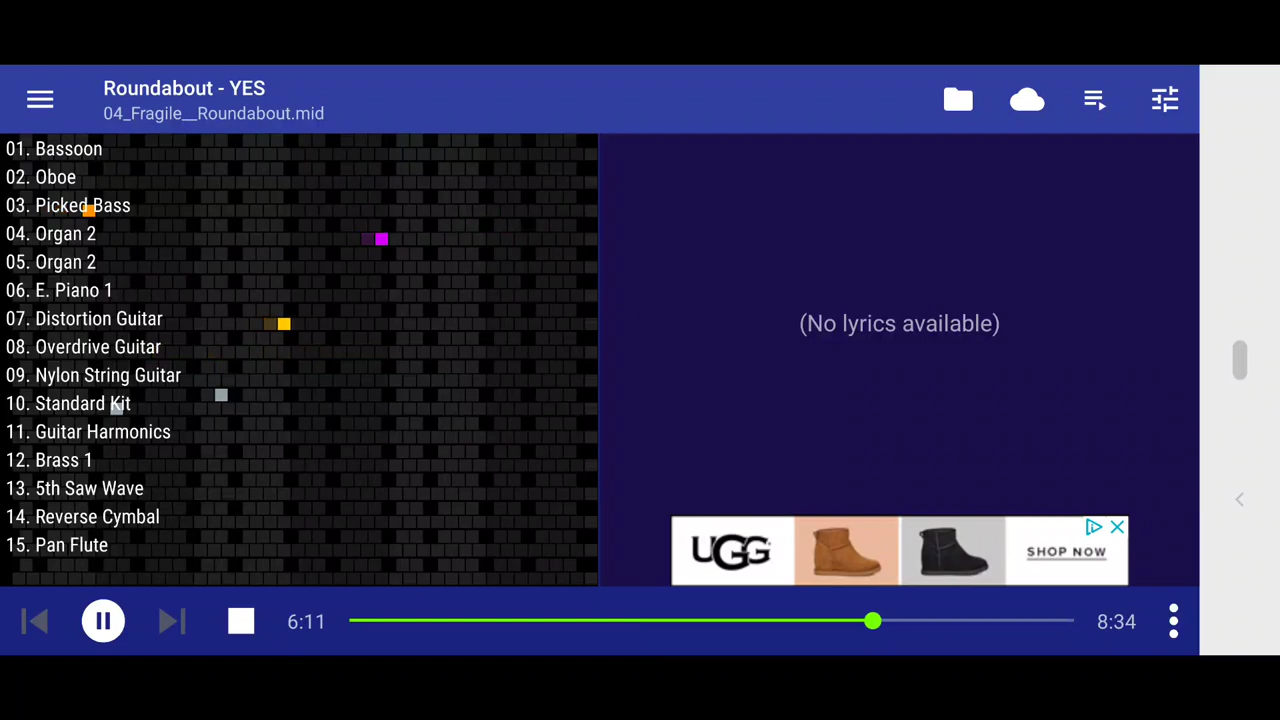 Roundabout - YES
04_Fragile__Roundabout.mid
01. Bassoon
02. Oboe
03. Picked Bass
04. Organ 2
05. Organ 2
06. E. Piano 1
07. Distortion Guitar
08. Overdrive Guitar
09. Nylon String Guitar
10. Standard Kit
11. Guitar Harmonics
12. Brass 1
13. 5th Saw Wave
14. Reverse Cymbal
15. Pan Flute
(No lyrics available)
UGG
SHOP NOW
6:11
8:34